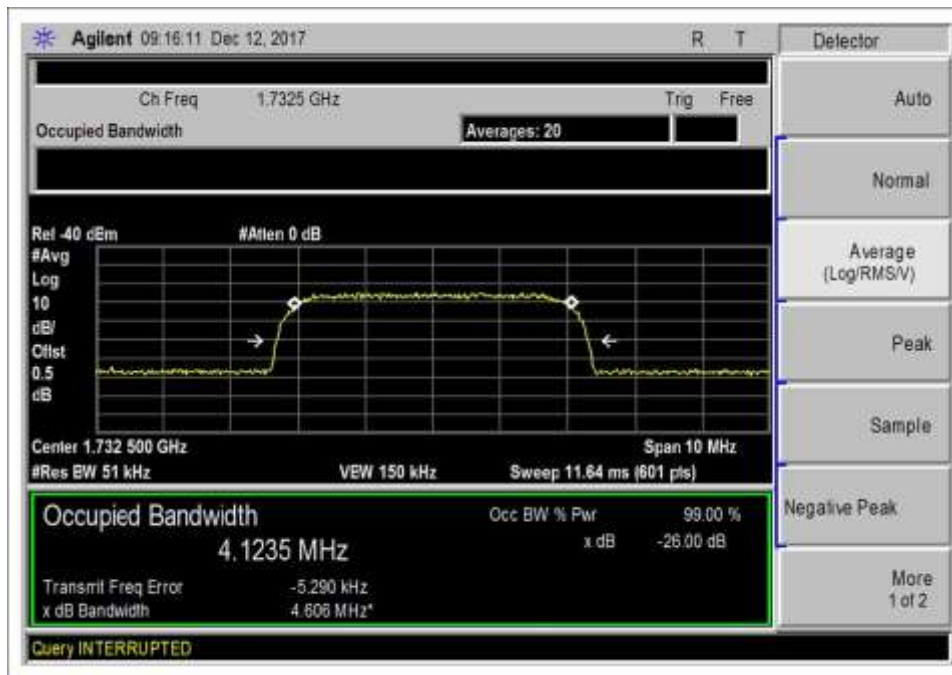 Agilent 09:16:11 Dec 12, 2017 R T
Detector
Ch Freq 1.7325 GHz Trig Free
Occupied Bandwidth Averages: 20
Auto
Normal
Average
(Log/RMS/V)
Peak
Sample
Negative Peak
More
1 of 2
Ref -40 dBm #Atten 0 dB
#Avg
Log
10
dB/
Offst
0.5
dB
Center 1.732 500 GHz Span 10 MHz
#Res BW 51 kHz VBW 150 kHz Sweep 11.64 ms (601 pts)
Occupied Bandwidth Occ BW % Pwr 99.00 %
4.1235 MHz x dB -26.00 dB
Transmit Freq Error -5.290 kHz
x dB Bandwidth 4.606 MHz*
Query INTERRUPTED